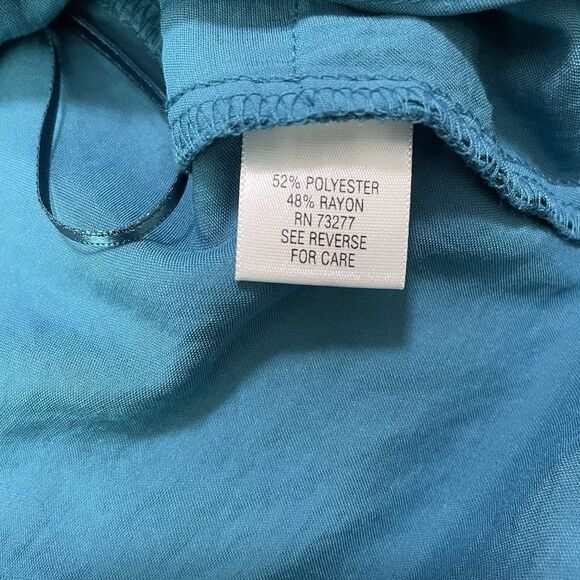 52% POLYESTER
48% RAYON
RN 73277
SEE REVERSE
FOR CARE